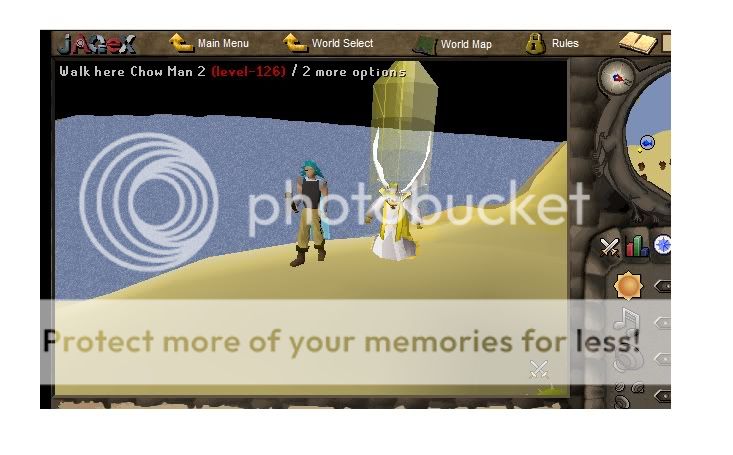 JAGEX Main Menu World Select World Map Rules
Walk here Chow Man 2 (level-126) / 2 more options
photobucket
Protect more of your memories for less!